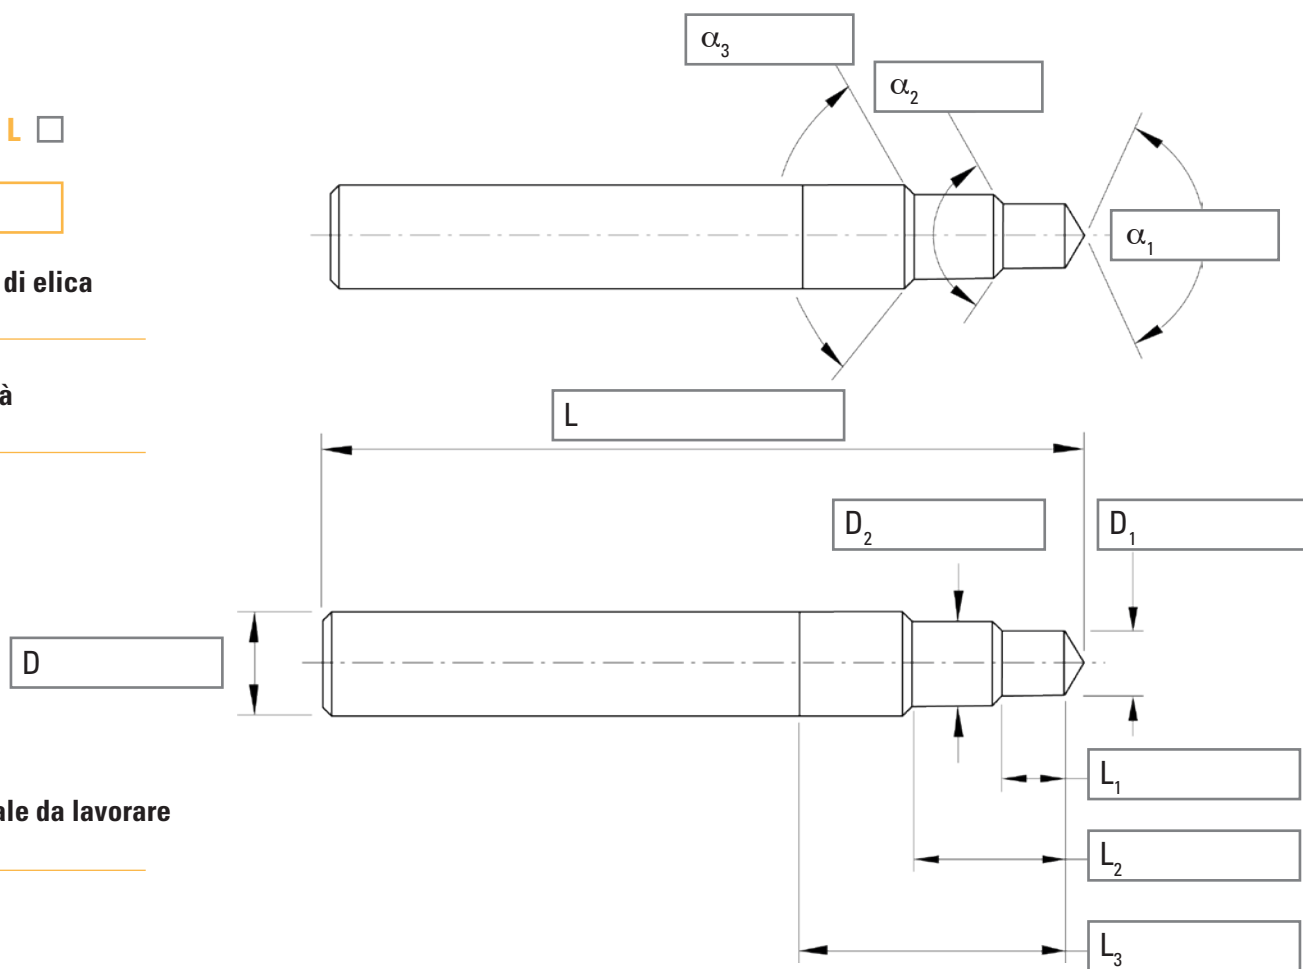 α3
α2
L
α1
di elica
à
L
D2
D1
D
L1
ale da lavorare
L2
L3